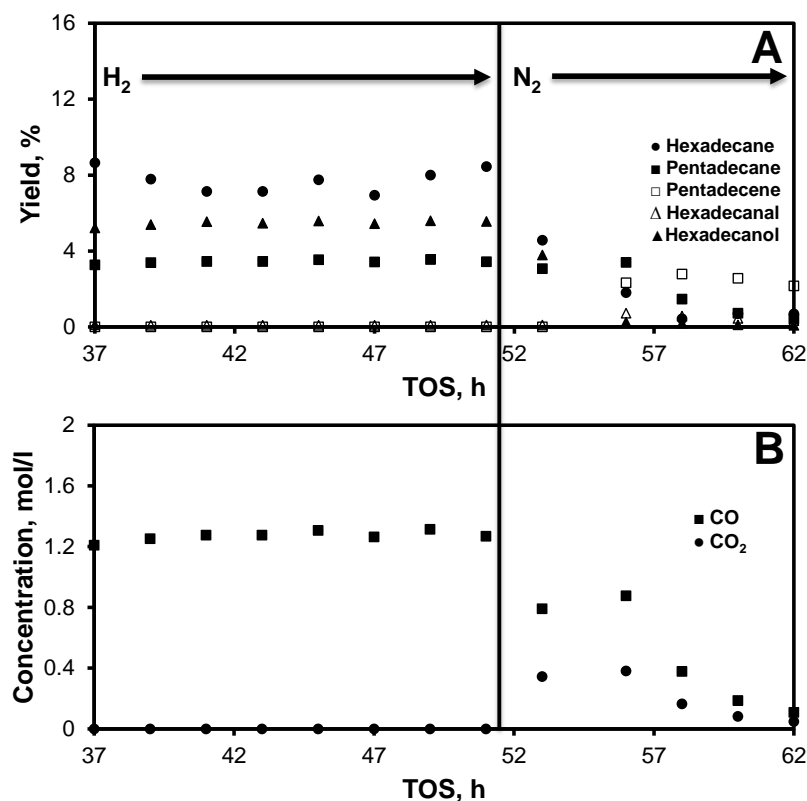 A
H₂
N₂
Yield, %
16
12
8
4
0
Hexadecane
Pentadecane
Pentadecene
Hexadecanal
Hexadecanol
37 42 47 52 57 62
TOS, h
B
Concentration, mol/l
2
1.6
1.2
0.8
0.4
0
CO
CO₂
37 42 47 52 57 62
TOS, h